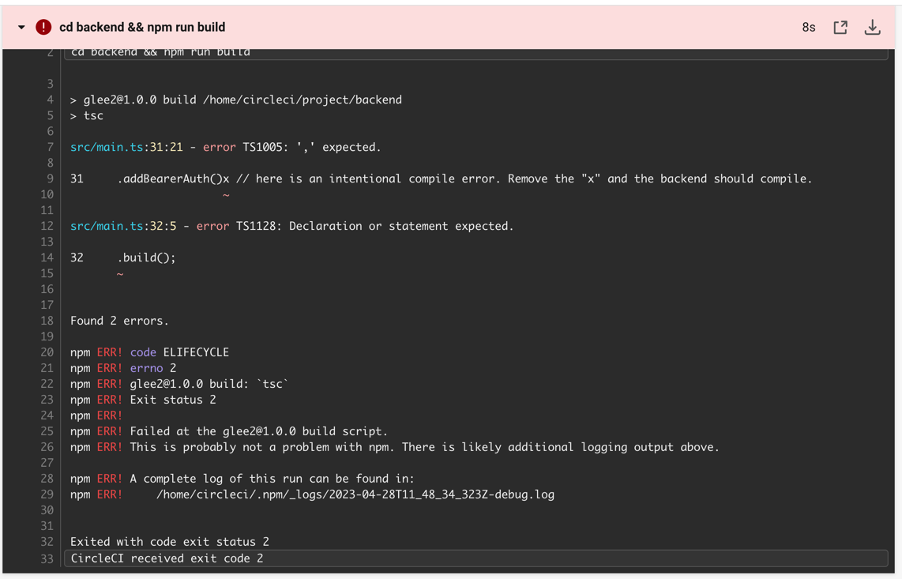 cd backend && npm run build
8s
2 cd backend && npm run build
3
4 > glee2@1.0.0 build /home/circleci/project/backend
5 > tsc
6
7 src/main.ts:31:21 - error TS1005: ',' expected.
8
9 31     .addBearerAuth()x // here is an intentional compile error. Remove the "x" and the backend should compile.
10                        ~
11
12 src/main.ts:32:5 - error TS1128: Declaration or statement expected.
13
14 32     .build();
15        ~
16
17
18 Found 2 errors.
19
20 npm ERR! code ELIFECYCLE
21 npm ERR! errno 2
22 npm ERR! glee2@1.0.0 build: `tsc`
23 npm ERR! Exit status 2
24 npm ERR!
25 npm ERR! Failed at the glee2@1.0.0 build script.
26 npm ERR! This is probably not a problem with npm. There is likely additional logging output above.
27
28 npm ERR! A complete log of this run can be found in:
29 npm ERR!     /home/circleci/.npm/_logs/2023-04-28T11_48_34_323Z-debug.log
30
31
32 Exited with code exit status 2
33 CircleCI received exit code 2